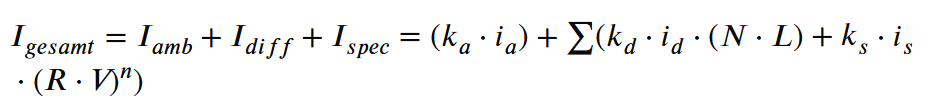 I_gesamt = I_amb + I_diff + I_spec = (k_a · i_a) + ∑(k_d · i_d · (N · L) + k_s · i_s
· (R · V)^n)